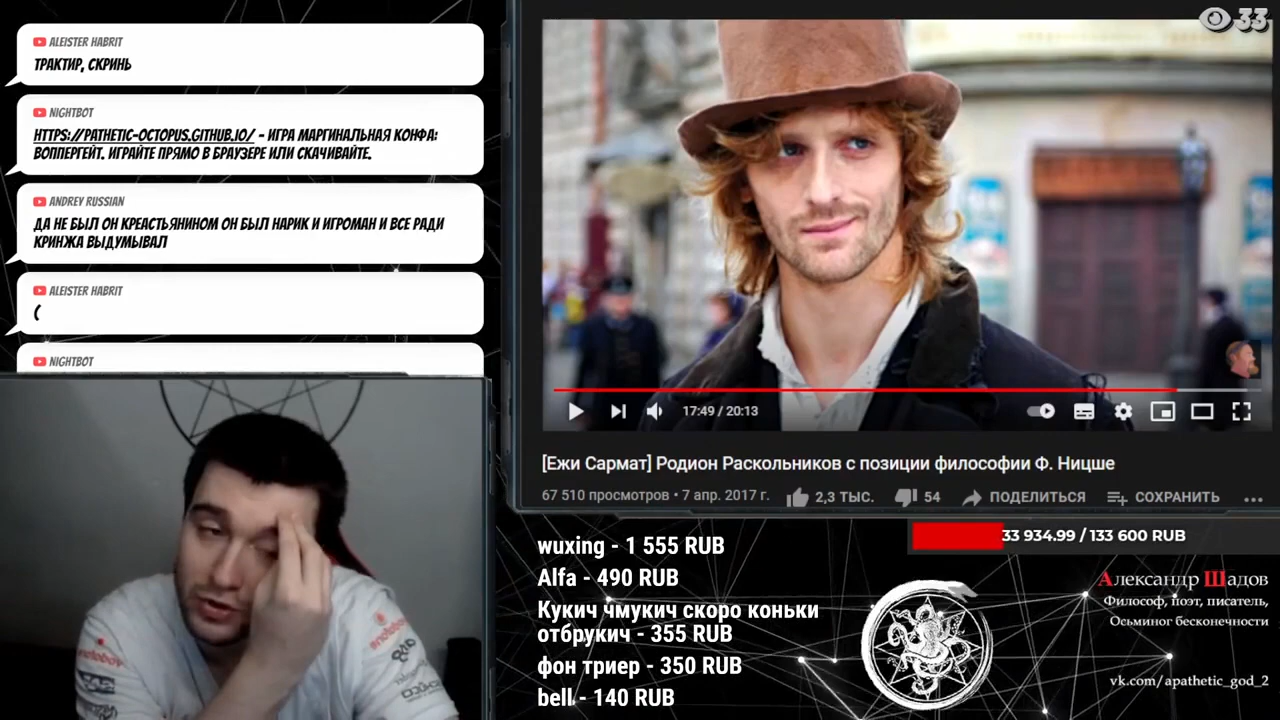 ALEISTER HABRIT
ТРАКТИР, СКРИНЬ
NIGHTBOT
HTTPS://PATHETIC-OCTOPUS.GITHUB.IO/ - ИГРА МАРГИНАЛЬНАЯ КОНФА:
ВОППЕРГЕЙТ. ИГРАЙТЕ ПРЯМО В БРАУЗЕРЕ ИЛИ СКАЧИВАЙТЕ.
ANDREY RUSSIAN
ДА НЕ БЫЛ ОН КРЕАСТЬЯНИНОМ ОН БЫЛ НАРИК И ИГРОМАН И ВСЕ РАДИ
КРИНЖА ВЫДУМЫВАЛ
ALEISTER HABRIT
(
NIGHTBOT
33
17:49 / 20:13
[Ежи Сармат] Родион Раскольников с позиции философии Ф. Ницше
67 510 просмотров • 7 апр. 2017 г.
2,3 ТЫС.
54
ПОДЕЛИТЬСЯ
СОХРАНИТЬ
33 934.99 / 133 600 RUB
wuxing - 1 555 RUB
Alfa - 490 RUB
Кукич чмукич скоро коньки
отбрукич - 355 RUB
фон триер - 350 RUB
bell - 140 RUB
Александр Шадов
Философ, поэт, писатель,
Осьминог бесконечности
vk.com/apathetic_god_2